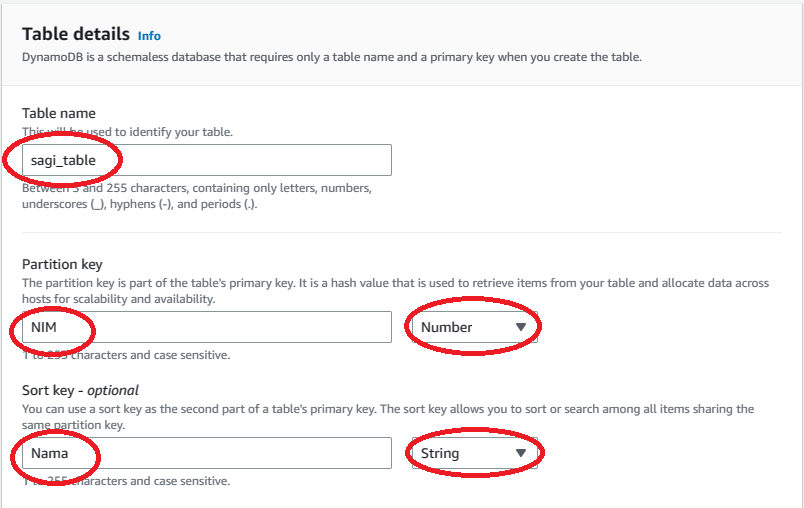 Table details Info
DynamoDB is a schemaless database that requires only a table name and a primary key when you create the table.
Table name
This will be used to identify your table.
sagi_table
Between 3 and 255 characters, containing only letters, numbers,
underscores (_), hyphens (-), and periods (.).
Partition key
The partition key is part of the table's primary key. It is a hash value that is used to retrieve items from your table and allocate data across
hosts for scalability and availability.
NIM Number
1 to 255 characters and case sensitive.
Sort key - optional
You can use a sort key as the second part of a table's primary key. The sort key allows you to sort or search among all items sharing the
same partition key.
Nama String
1 to 255 characters and case sensitive.